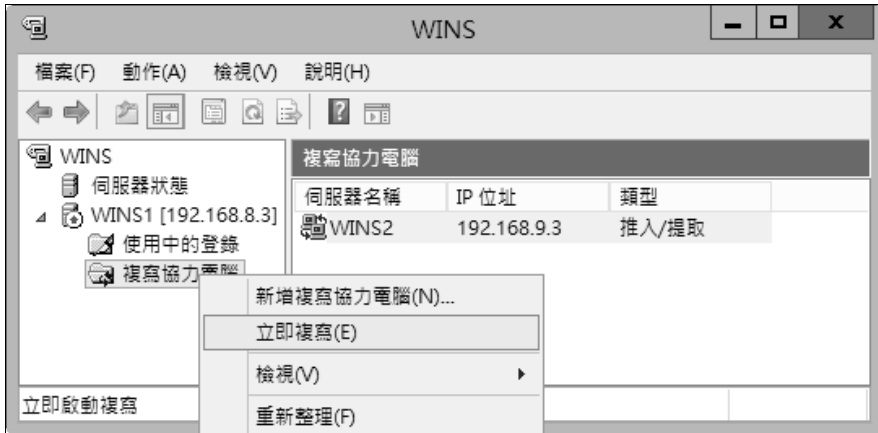 WINS
檔案(F) 動作(A) 檢視(V) 說明(H)
WINS
伺服器狀態
WINS1 [192.168.8.3]
使用中的登錄
複寫協力電腦
複寫協力電腦
伺服器名稱 IP 位址 類型
WINS2 192.168.9.3 推入/提取
新增複寫協力電腦(N)...
立即複寫(E)
檢視(V)
重新整理(F)
立即啟動複寫